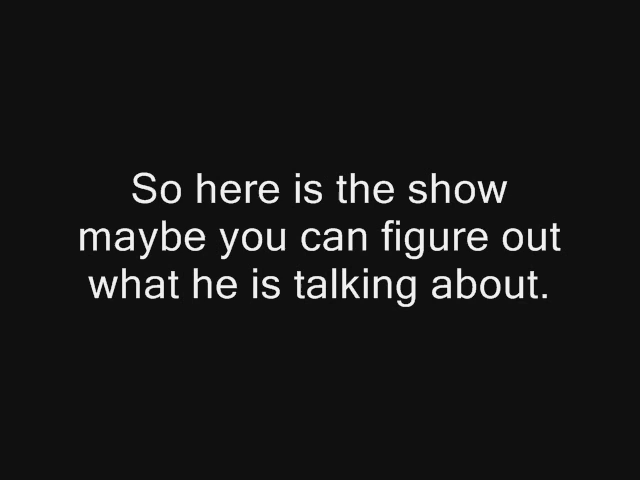 So here is the show
maybe you can figure out
what he is talking about.